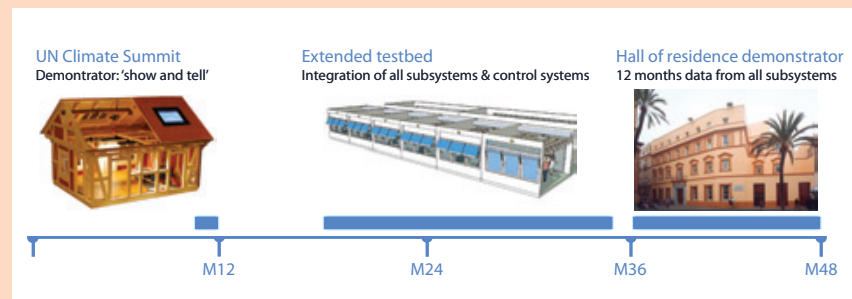 UN Climate Summit
Demontrator: ‘show and tell’
Extended testbed
Integration of all subsystems & control systems
Hall of residence demonstrator
12 months data from all subsystems
M12
M24
M36
M48